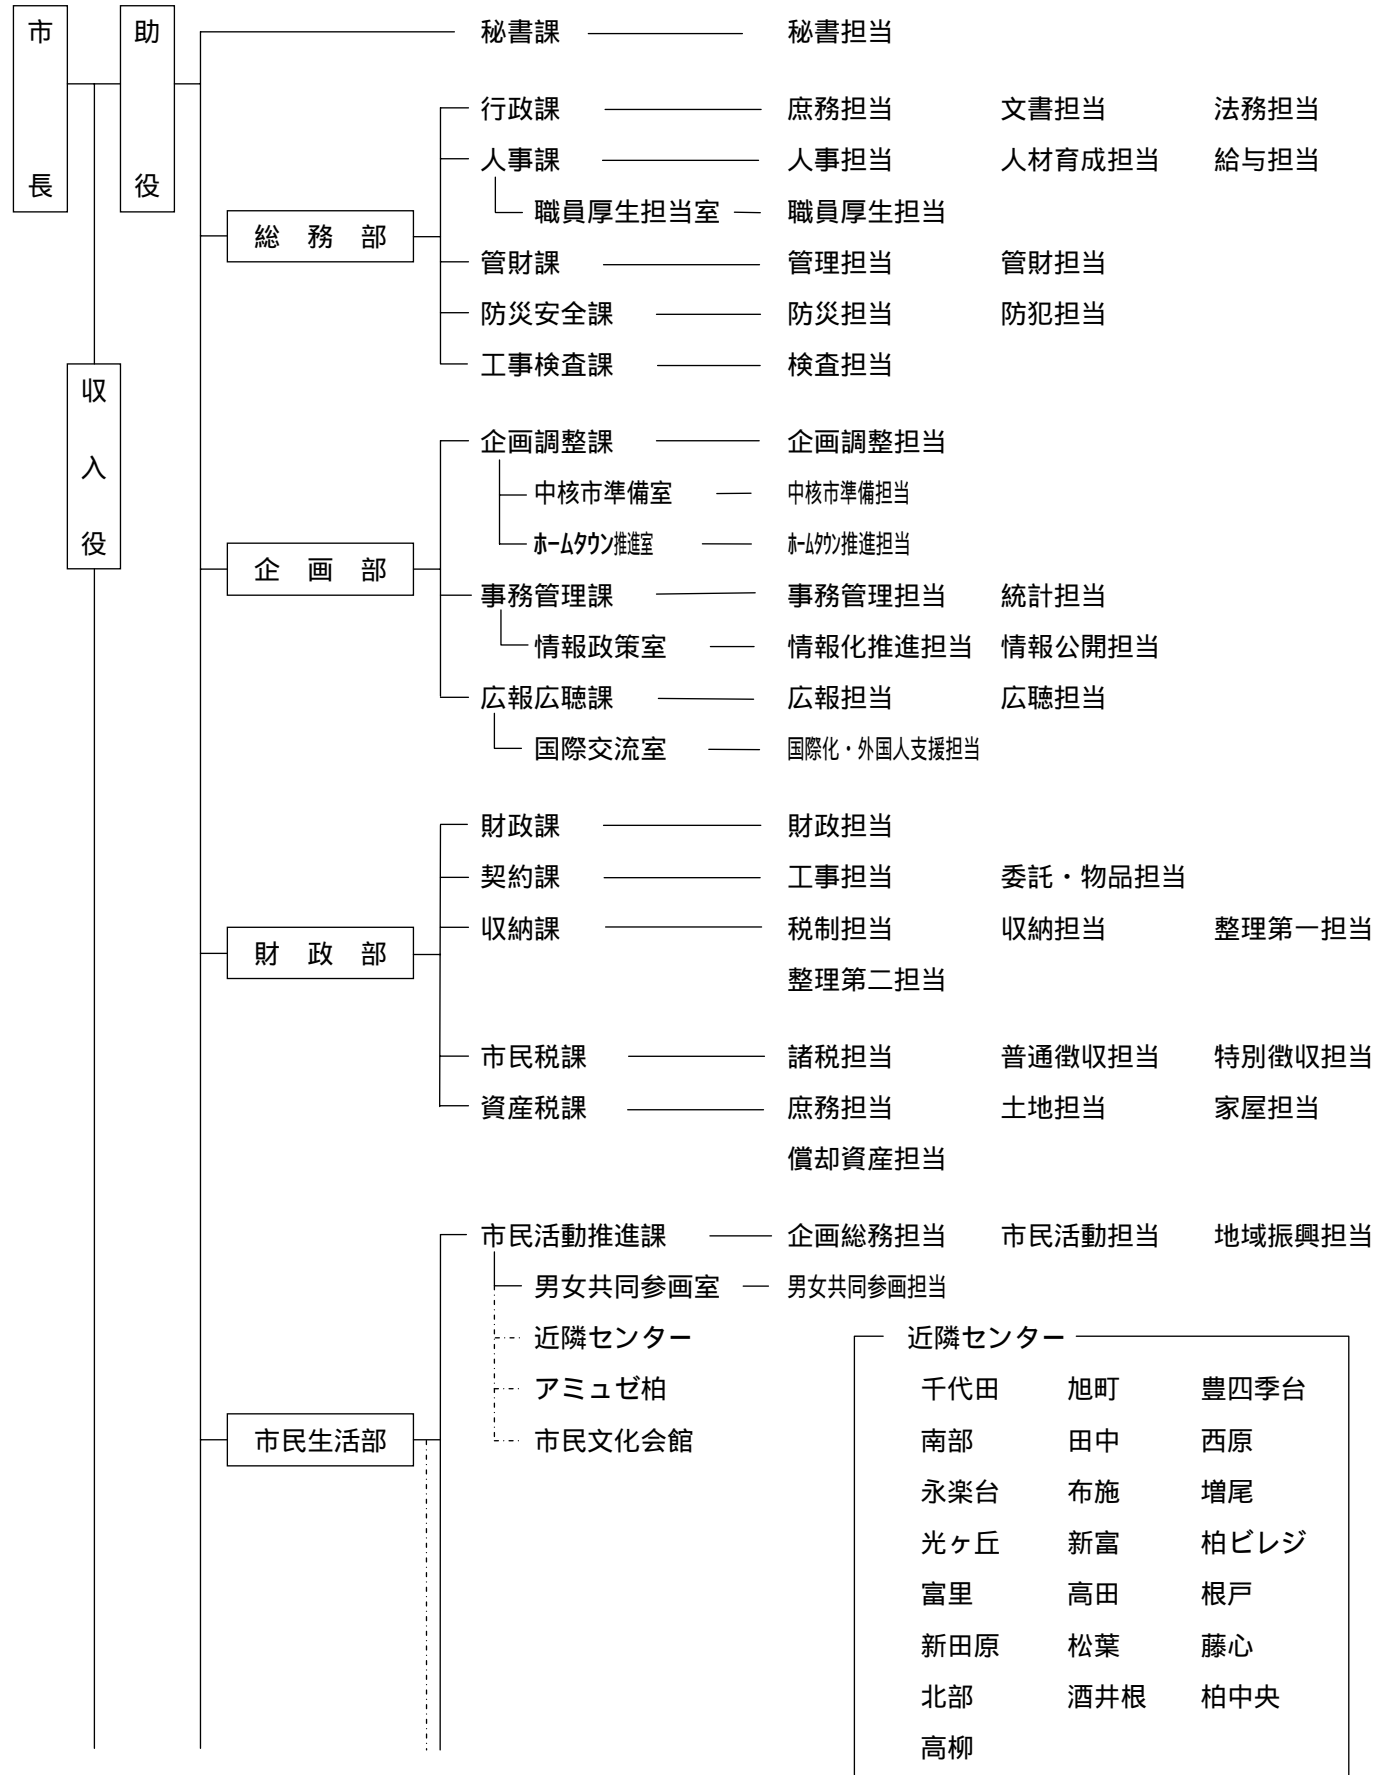 市長
助役
収入役
秘書課 秘書担当
総務部
行政課 庶務担当 文書担当 法務担当
人事課 人事担当 人材育成担当 給与担当
職員厚生担当室 職員厚生担当
管財課 管理担当 管財担当
防災安全課 防災担当 防犯担当
工事検査課 検査担当
企画部
企画調整課 企画調整担当
中核市準備室 中核市準備担当
ホームタウン推進室 ホームタウン推進担当
事務管理課 事務管理担当 統計担当
情報政策室 情報化推進担当 情報公開担当
広報広聴課 広報担当 広聴担当
国際交流室 国際化・外国人支援担当
財政部
財政課 財政担当
契約課 工事担当 委託・物品担当
収納課 税制担当 収納担当 整理第一担当
整理第二担当
市民税課 諸税担当 普通徴収担当 特別徴収担当
資産税課 庶務担当 土地担当 家屋担当
償却資産担当
市民生活部
市民活動推進課 企画総務担当 市民活動担当 地域振興担当
男女共同参画室 男女共同参画担当
近隣センター
アミュゼ柏
市民文化会館
近隣センター
千代田 旭町 豊四季台
南部 田中 西原
永楽台 布施 増尾
光ヶ丘 新富 柏ビレジ
富里 高田 根戸
新田原 松葉 藤心
北部 酒井根 柏中央
高柳